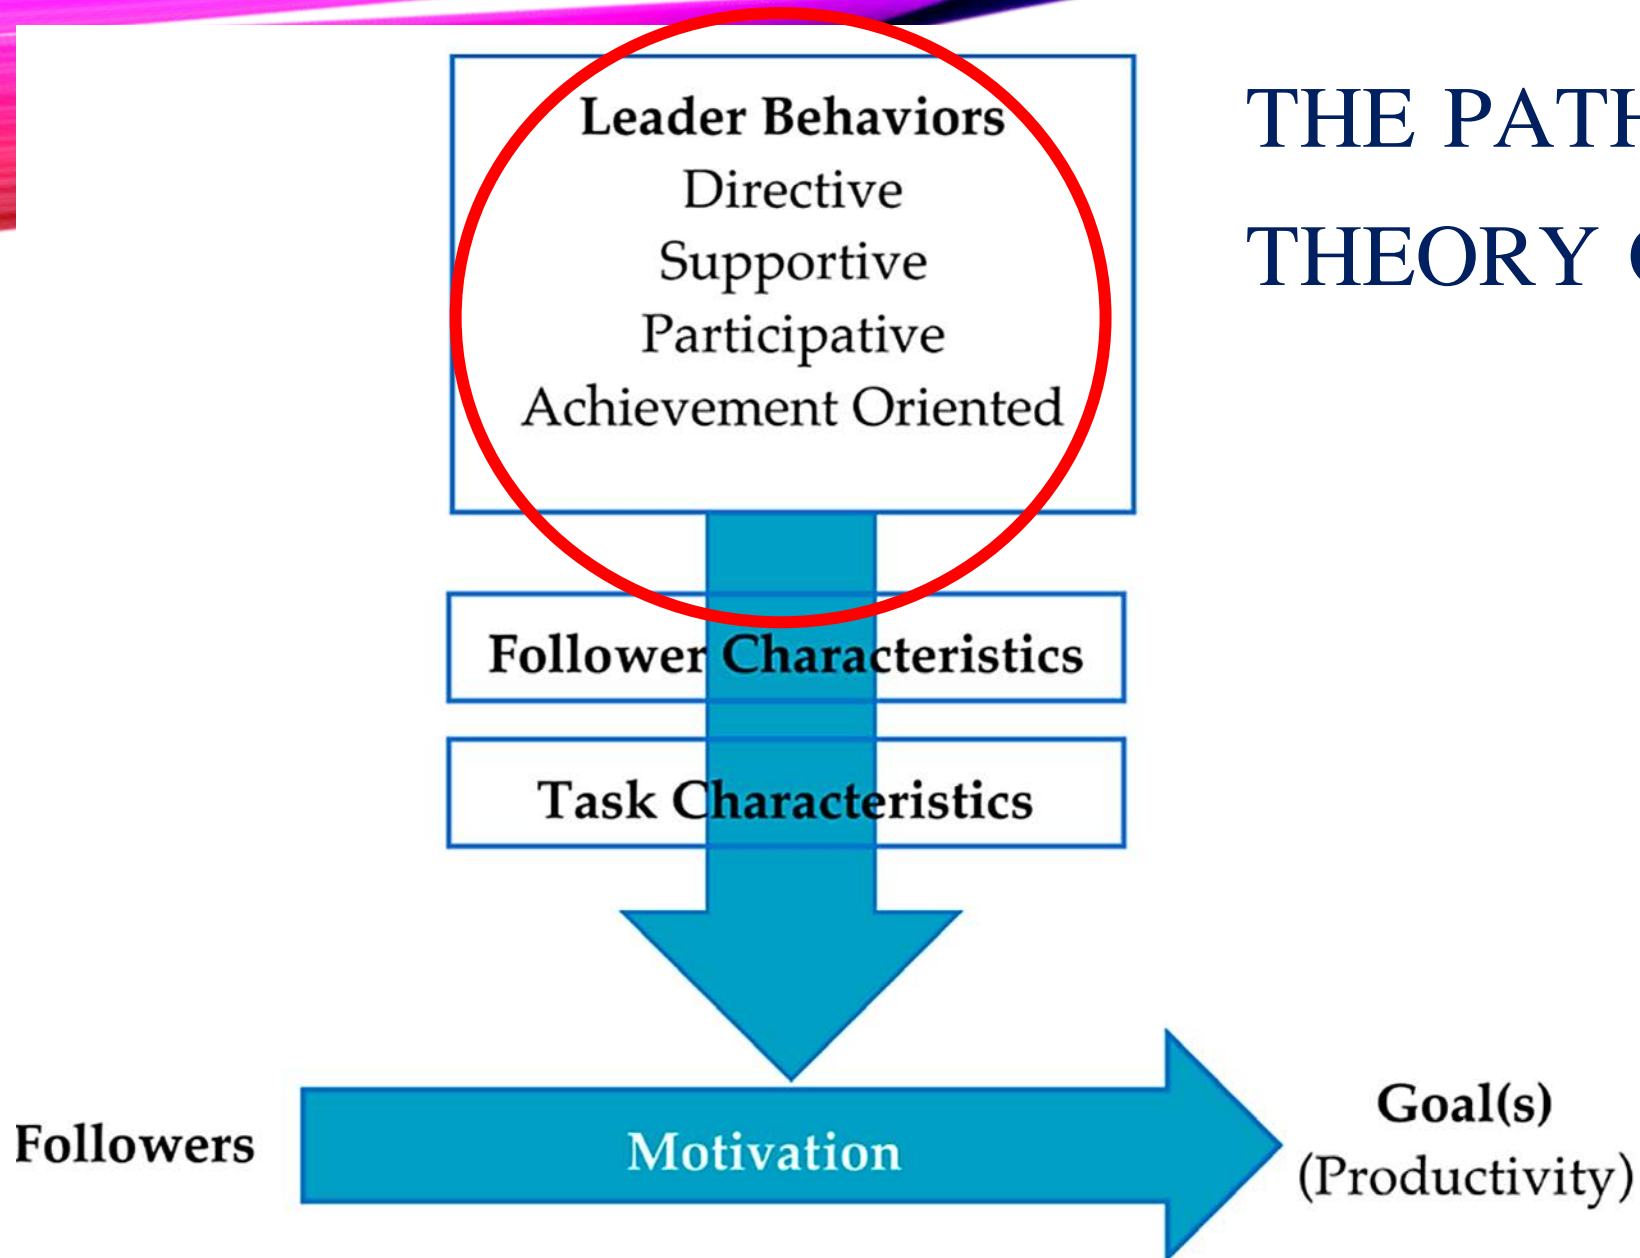 THE PATH
THEORY
Leader Behaviors
Directive
Supportive
Participative
Achievement Oriented
Follower Characteristics
Task Characteristics
Followers
Motivation
Goal(s)
(Productivity)